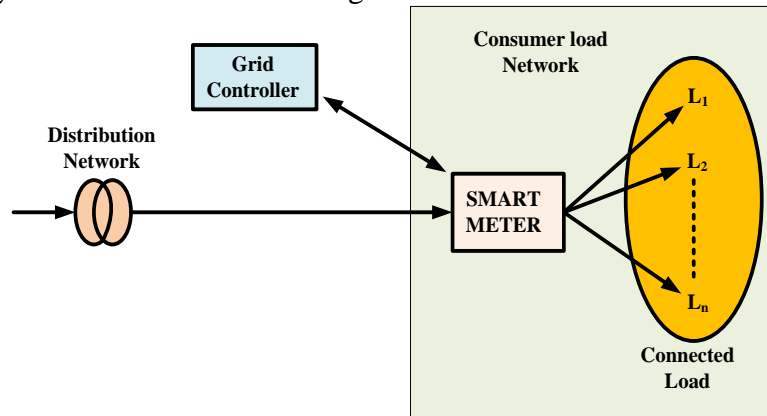 Consumer load
Network
Grid
Controller
L1
Distribution
Network
L2
SMART
METER
Ln
Connected
Load